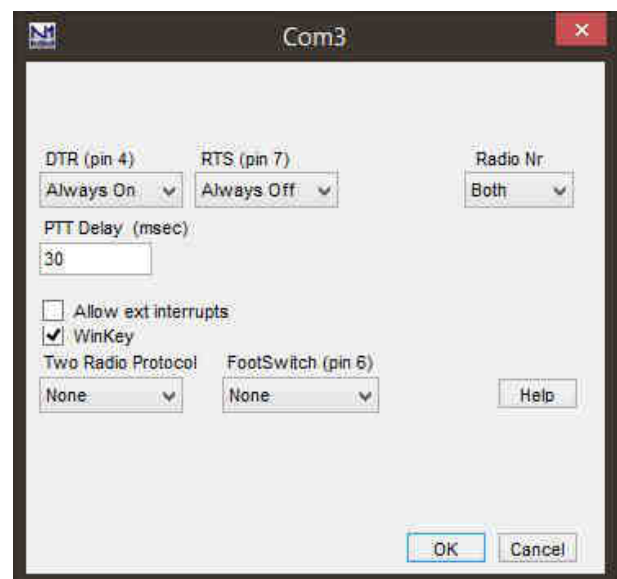 Com3
DTR (pin 4) RTS (pin 7) Radio Nr
Always On Always Off Both
PTT Delay (msec)
30
Allow ext interrupts
WinKey
Two Radio Protocol FootSwitch (pin 6)
None None Help
OK Cancel